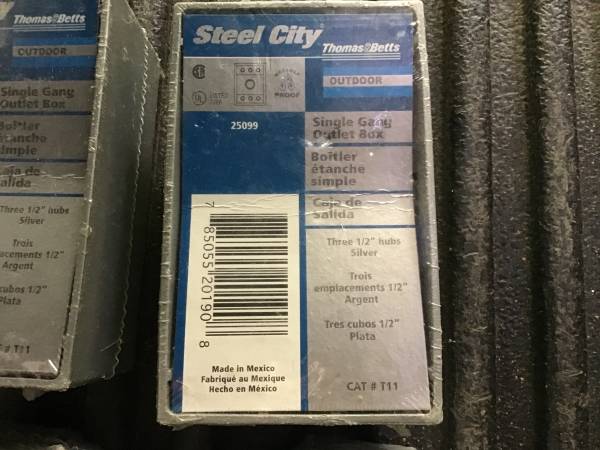 Thomas&Betts
OUTDOOR
Single Gang
Outlet Box
Boîtier
étanche
simple
Caja de
Salida
Three 1/2" hubs
Silver
Trois
acements 1/2"
Argent
cubos 1/2"
Plata
# T11
Steel City
Thomas&Betts
OUTDOOR
LISTED
PROOF
25099
Single Gang
Outlet Box
Boîtier
étanche
simple
Caja de
Salida
Three 1/2" hubs
Silver
Trois
emplacements 1/2"
Argent
Tres cubos 1/2"
Plata
CAT # T11
7 85055 20190 8
Made in Mexico
Fabriqué au Mexique
Hecho en México